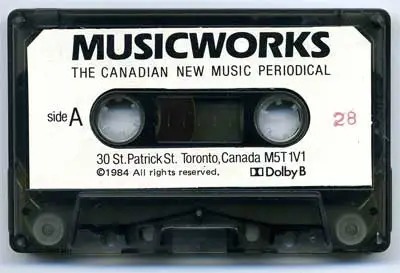 MUSICWORKS
THE CANADIAN NEW MUSIC PERIODICAL
side A
28
30 St. Patrick St. Toronto, Canada M5T 1V1
©1984 All rights reserved. Dolby B